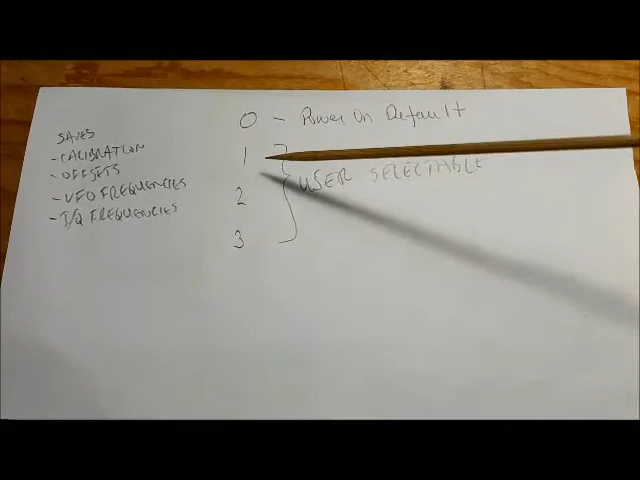 SAVES
- CALIBRATION
- OFFSETS
- VFO FREQUENCIES
- I/Q FREQUENCIES
0 - Power on Default
1
2
3
USER SELECTABLE